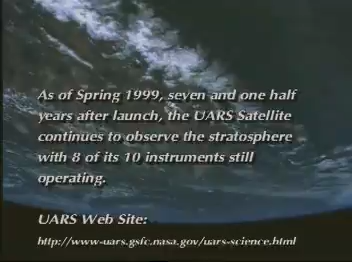 As of Spring 1999, seven and one half
years after launch, the UARS Satellite
continues to observe the stratosphere
with 8 of its 10 instruments still
operating.
UARS Web Site:
http://www-uars.gsfc.nasa.gov/uars-science.html